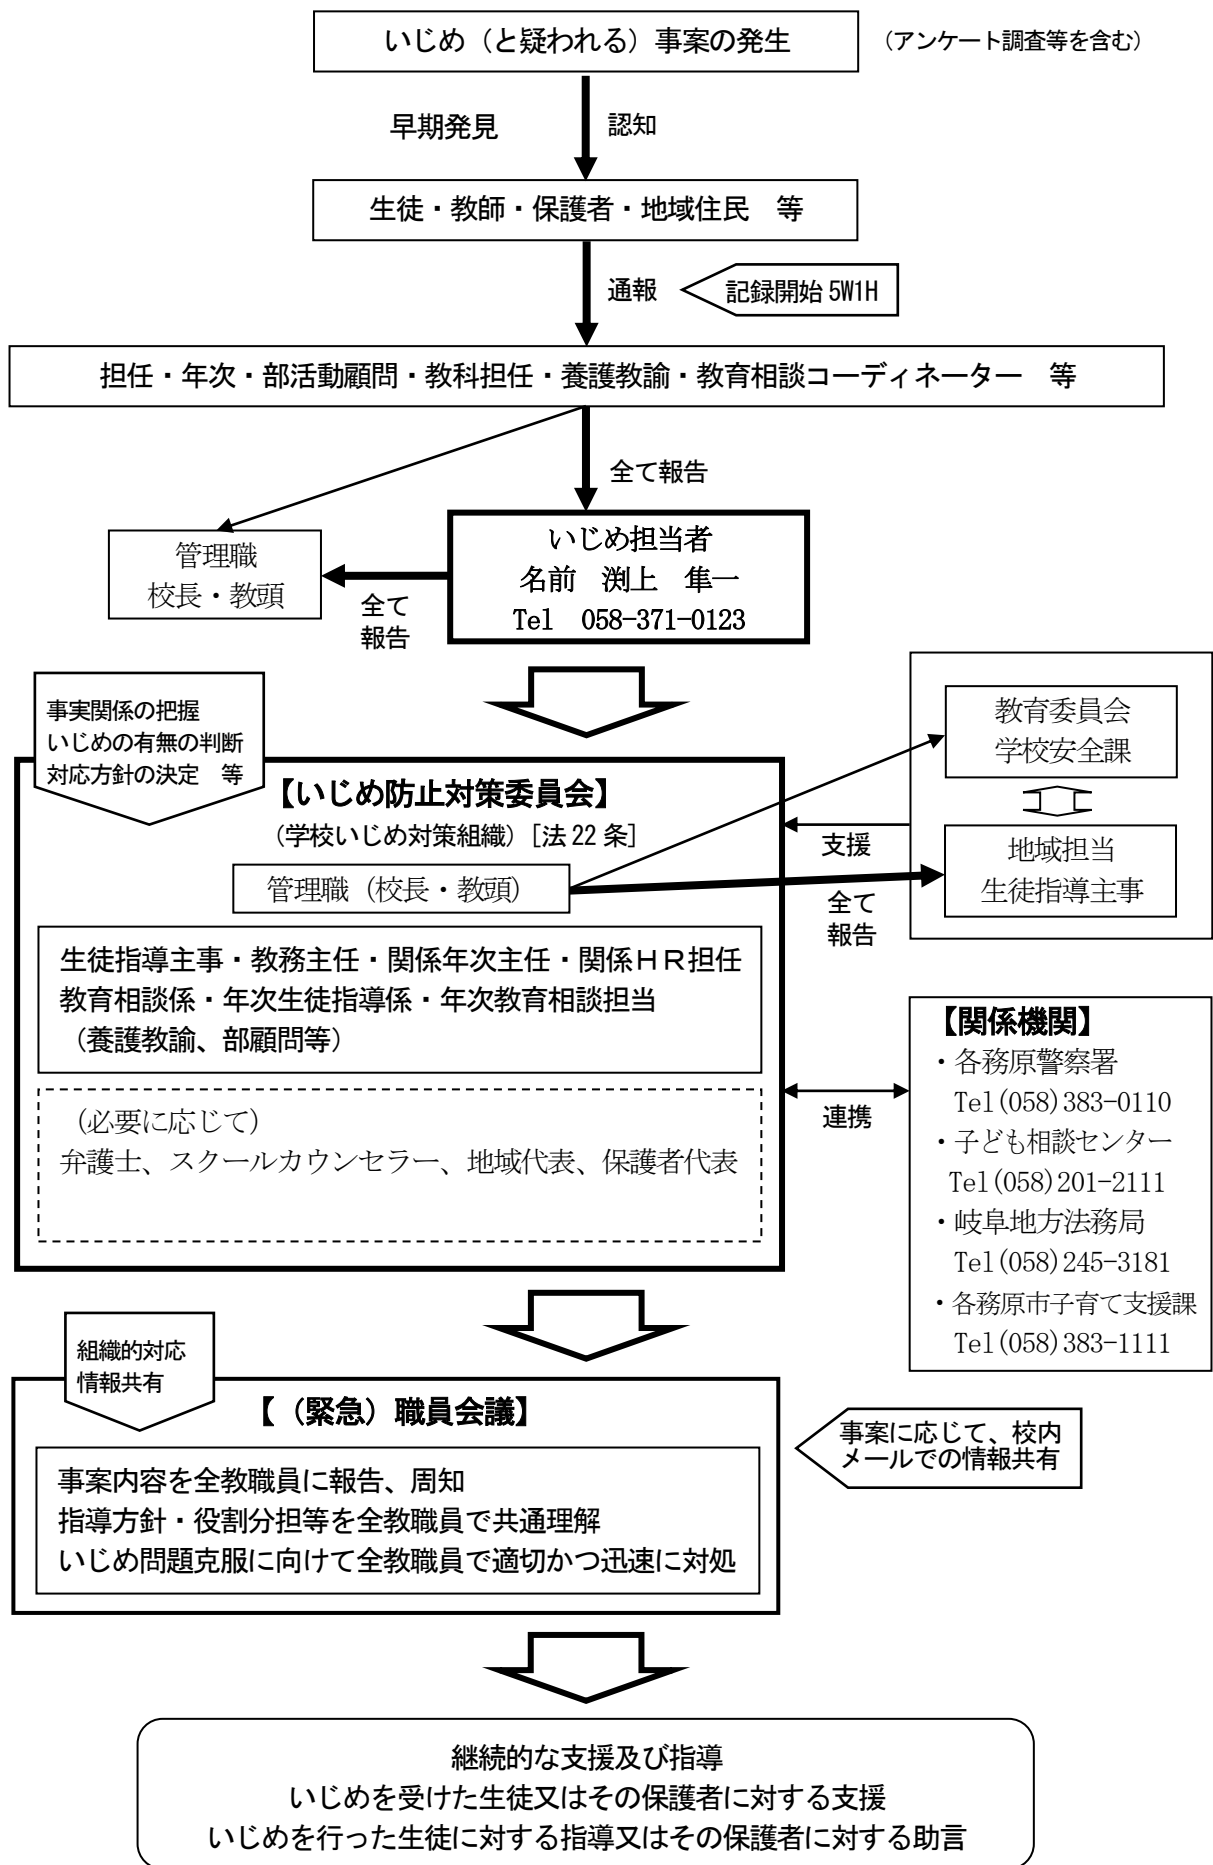 いじめ（と疑われる）事案の発生
（アンケート調査等を含む）
早期発見
認知
生徒・教師・保護者・地域住民　等
通報
記録開始 5W1H
担任・年次・部活動顧問・教科担任・養護教諭・教育相談コーディネーター　等
全て報告
管理職
校長・教頭
全て
報告
いじめ担当者
名前　渕上　隼一
Tel　058-371-0123
事実関係の把握
いじめの有無の判断
対応方針の決定　等
【いじめ防止対策委員会】
（学校いじめ対策組織）［法 22 条］
管理職（校長・教頭）
生徒指導主事・教務主任・関係年次主任・関係ＨＲ担任
教育相談係・年次生徒指導係・年次教育相談担当
（養護教諭、部顧問等）
（必要に応じて）
弁護士、スクールカウンセラー、地域代表、保護者代表
教育委員会
学校安全課
支援
地域担当
生徒指導主事
全て
報告
連携
【関係機関】
・各務原警察署
Tel(058)383-0110
・子ども相談センター
Tel(058)201-2111
・岐阜地方法務局
Tel(058)245-3181
・各務原市子育て支援課
Tel(058)383-1111
組織的対応
情報共有
【（緊急）職員会議】
事案内容を全教職員に報告、周知
指導方針・役割分担等を全教職員で共通理解
いじめ問題克服に向けて全教職員で適切かつ迅速に対処
事案に応じて、校内
メールでの情報共有
継続的な支援及び指導
いじめを受けた生徒又はその保護者に対する支援
いじめを行った生徒に対する指導又はその保護者に対する助言